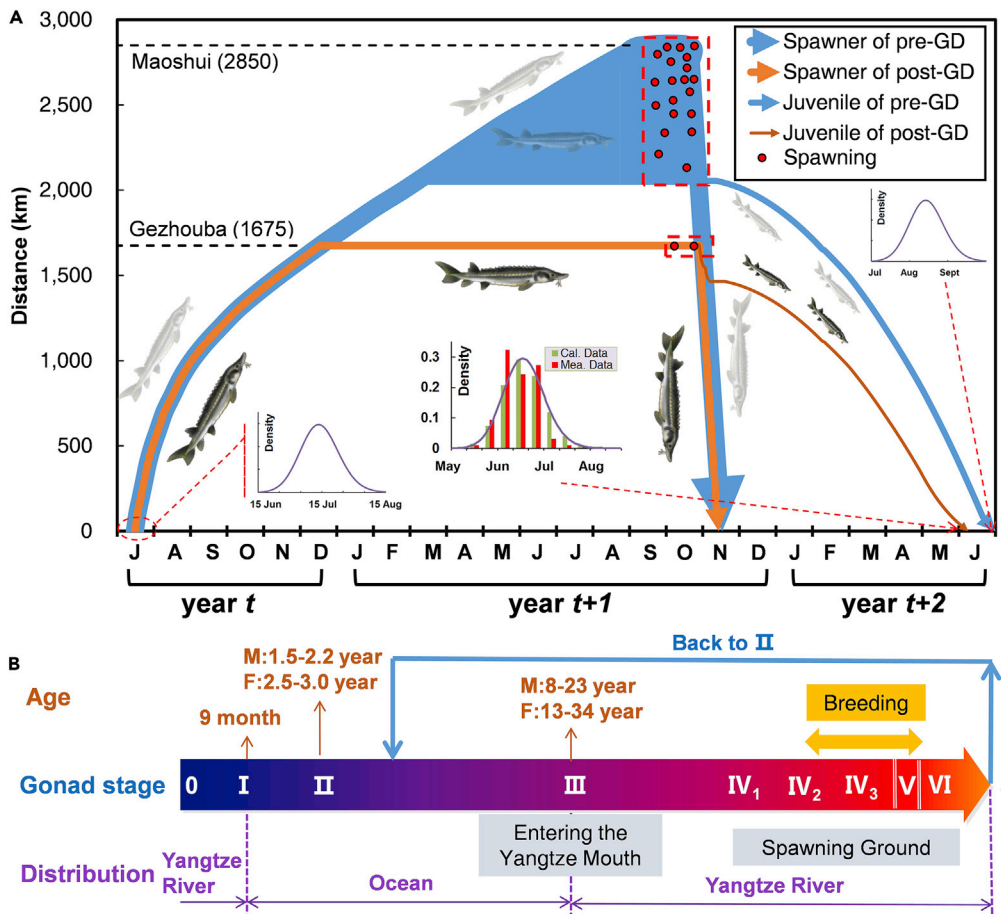 A
3,000
2,500
2,000
1,500
1,000
500
0
Distance (km)
Maoshui (2850)
Gezhouba (1675)
Spawner of pre-GD
Spawner of post-GD
Juvenile of pre-GD
Juvenile of post-GD
Spawning
Density
Jul Aug Sept
Density
0.3
0.2
0.1
0
Cal. Data
Mea. Data
May Jun Jul Aug
Density
15 Jun 15 Jul 15 Aug
J A S O N D J F M A M J J A S O N D J F M A M J
year t year t+1 year t+2
B
Back to Ⅱ
M:1.5-2.2 year
F:2.5-3.0 year
M:8-23 year
F:13-34 year
Age
9 month
Breeding
Gonad stage
0 Ⅰ Ⅱ Ⅲ Ⅳ1 Ⅳ2 Ⅳ3 Ⅴ Ⅵ
Entering the
Yangtze Mouth
Spawning Ground
Distribution
Yangtze
River
Ocean
Yangtze River